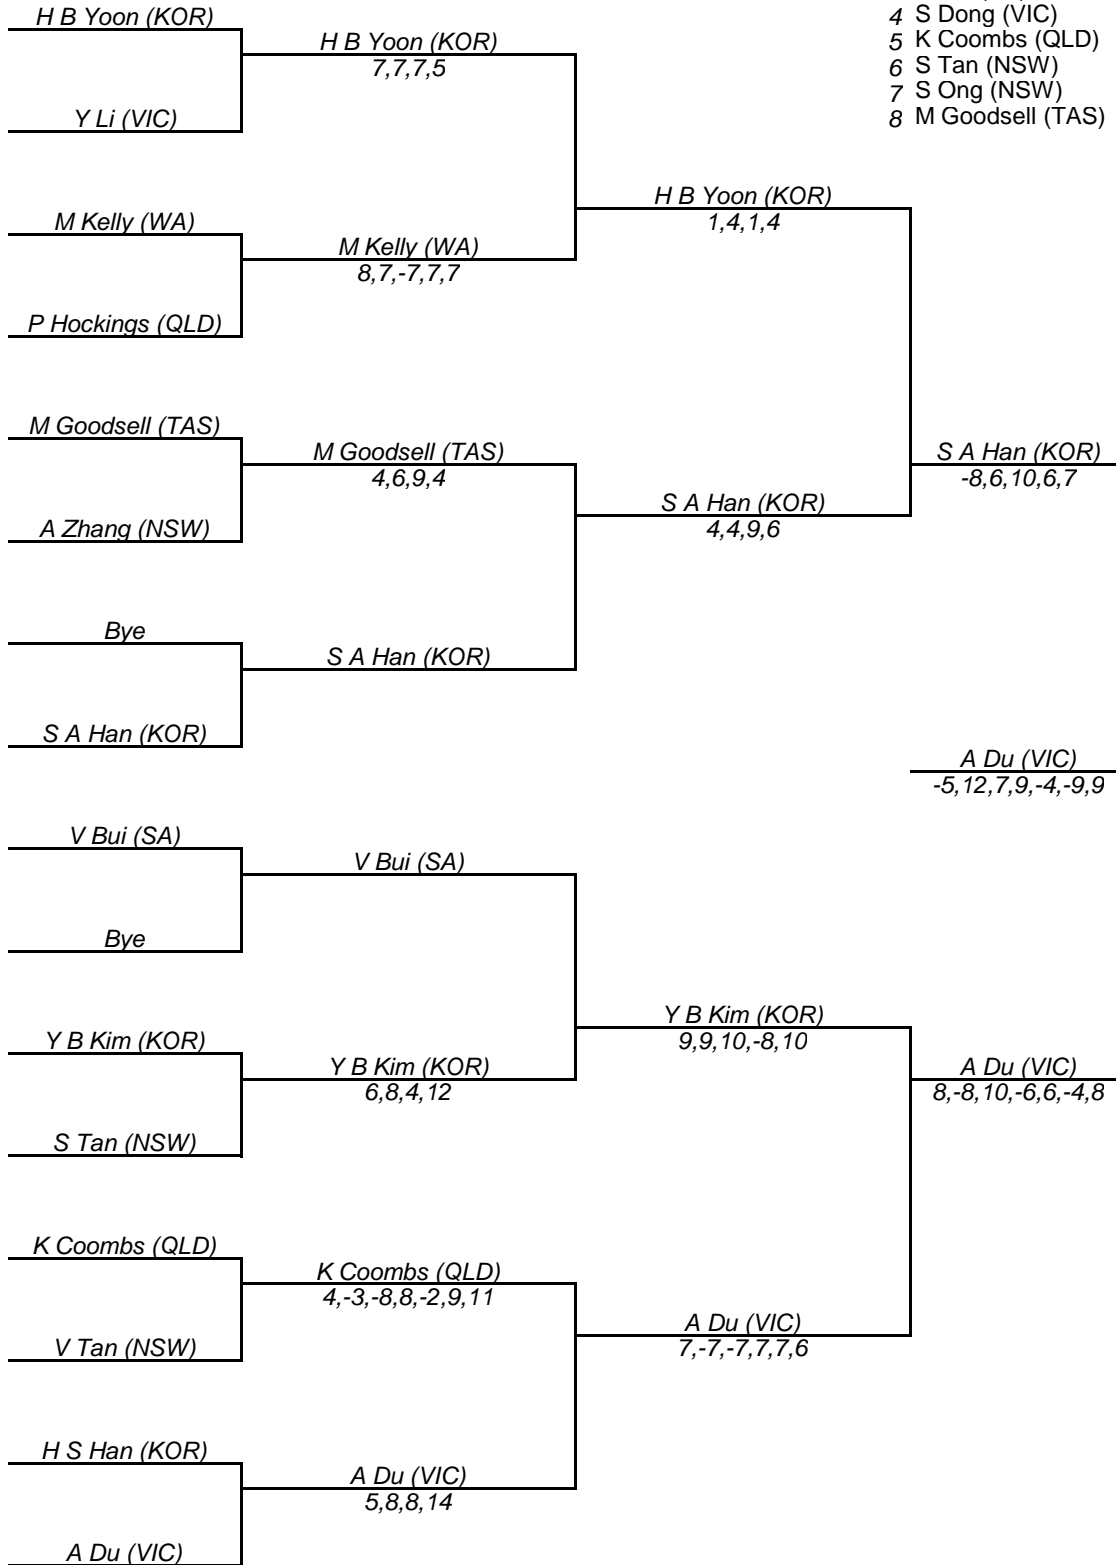 H B Yoon (KOR)
4 S Dong (VIC)
H B Yoon (KOR)
5 K Coombs (QLD)
7,7,7,5
6 S Tan (NSW)
7 S Ong (NSW)
Y Li (VIC)
8 M Goodsell (TAS)
H B Yoon (KOR)
M Kelly (WA)
1,4,1,4
M Kelly (WA)
8,7,-7,7,7
P Hockings (QLD)
M Goodsell (TAS)
M Goodsell (TAS)
S A Han (KOR)
4,6,9,4
-8,6,10,6,7
S A Han (KOR)
A Zhang (NSW)
4,4,9,6
Bye
S A Han (KOR)
S A Han (KOR)
A Du (VIC)
-5,12,7,9,-4,-9,9
V Bui (SA)
V Bui (SA)
Bye
Y B Kim (KOR)
9,9,10,-8,10
Y B Kim (KOR)
Y B Kim (KOR)
A Du (VIC)
6,8,4,12
8,-8,10,-6,6,-4,8
S Tan (NSW)
K Coombs (QLD)
K Coombs (QLD)
4,-3,-8,8,-2,9,11
A Du (VIC)
V Tan (NSW)
7,-7,-7,7,7,6
H S Han (KOR)
A Du (VIC)
5,8,8,14
A Du (VIC)